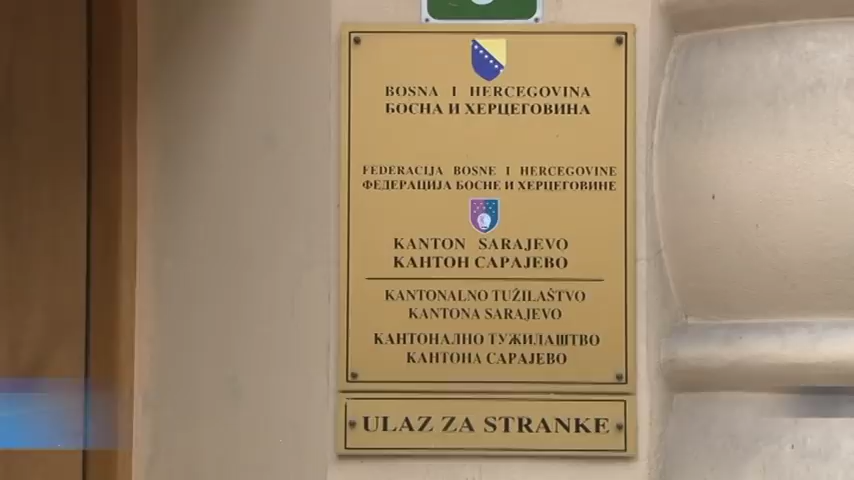 BOSNA I HERCEGOVINA
БОСНА И ХЕРЦЕГОВИНА
FEDERACIJA BOSNE I HERCEGOVINE
ФЕДЕРАЦИЈА БОСНЕ И ХЕРЦЕГОВИНЕ
KANTON SARAJEVO
КАНТОН САРАЈЕВО
KANTONALNO TUŽILAŠTVO
KANTONA SARAJEVO
КАНТОНАЛНО ТУЖИЛАШТВО
КАНТОНА САРАЈЕВО
ULAZ ZA STRANKE